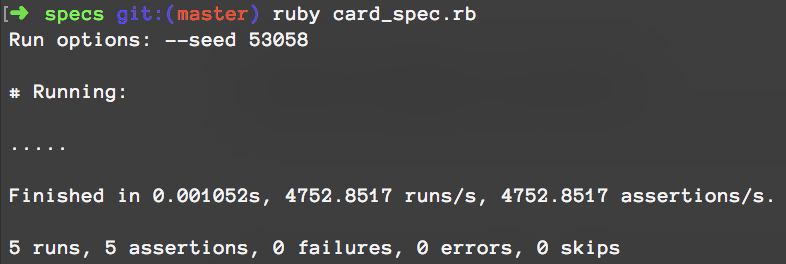 [➜ specs git:(master) ruby card_spec.rb
Run options: --seed 53058
# Running:
.....
Finished in 0.001052s, 4752.8517 runs/s, 4752.8517 assertions/s.
5 runs, 5 assertions, 0 failures, 0 errors, 0 skips